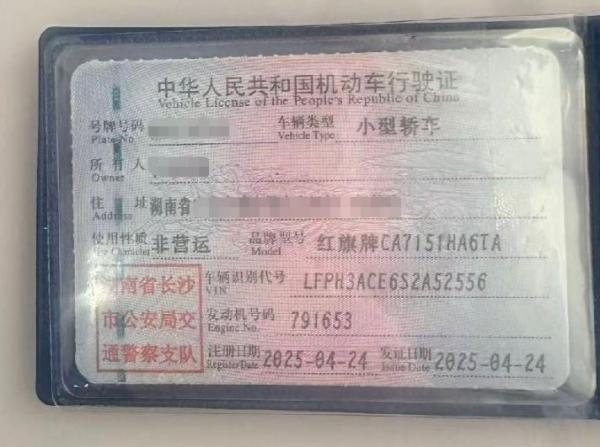 中华人民共和国机动车行驶证
Vehicle License of the People's Republic of China
号牌号码 车辆类型 小型轿车
Plate No. Vehicle Type
所有人
Owner
住址 湖南省
Address
使用性质 非营运 品牌型号 红旗牌CA7151HA6TA
Use Character Model
湖南省长沙
市公安局交
通警察支队
车辆识别代号 LFPH3ACE6S2A52556
VIN
发动机号码 791653
Engine No.
注册日期 2025-04-24 发证日期 2025-04-24
Register Date Issue Date